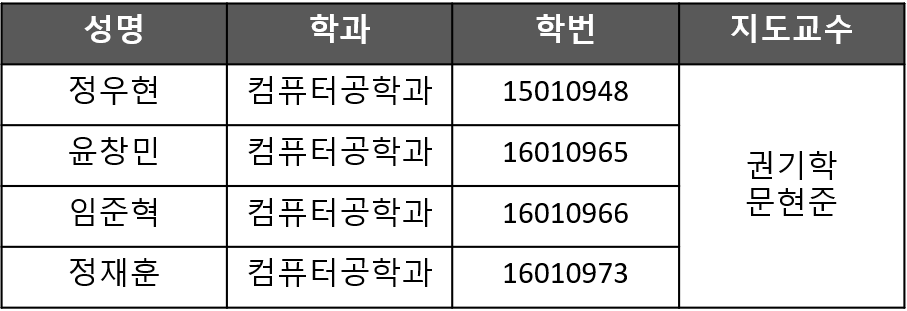 성명 학과 학번 지도교수
정우현 컴퓨터공학과 15010948
윤창민 컴퓨터공학과 16010965
권기학
문현준
임준혁 컴퓨터공학과 16010966
정재훈 컴퓨터공학과 16010973